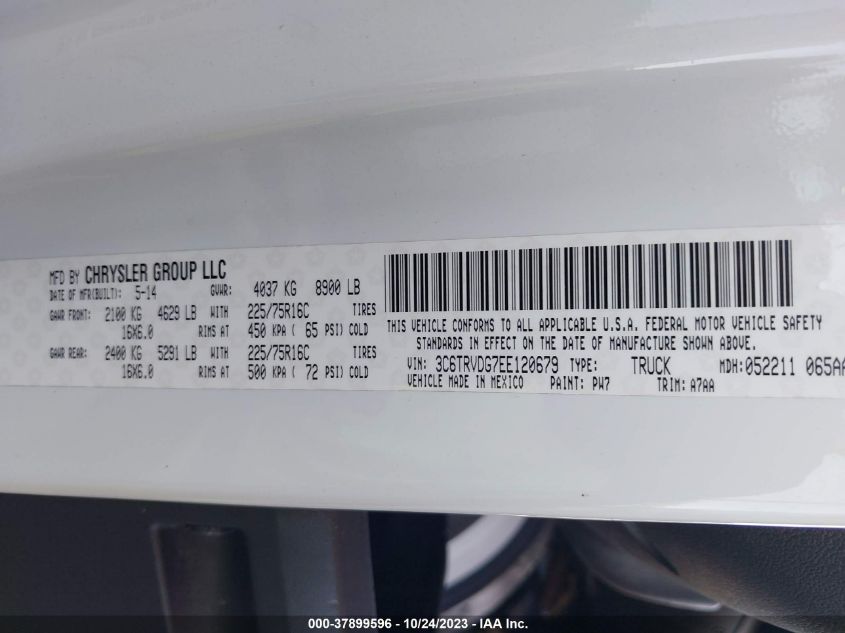 MFD BY CHRYSLER GROUP LLC
DATE OF MFR(BUILT): 5-14 GVWR: 4037 KG 8900 LB
GAWR FRONT: 2100 KG 4629 LB WITH 225/75R16C TIRES
16X6.0 RIMS AT 450 KPA ( 65 PSI) COLD
GAWR REAR: 2400 KG 5291 LB WITH 225/75R16C TIRES
16X6.0 RIMS AT 500 KPA ( 72 PSI) COLD
THIS VEHICLE CONFORMS TO ALL APPLICABLE U.S.A. FEDERAL MOTOR VEHICLE SAFETY
STANDARDS IN EFFECT ON THE DATE OF MANUFACTURE SHOWN ABOVE.
VIN: 3C6TRVDG7EE120679 TYPE: TRUCK MDH:052211 065AA
VEHICLE MADE IN MEXICO PAINT: PW7 TRIM: A7AA
000-37899596 - 10/24/2023 - IAA Inc.